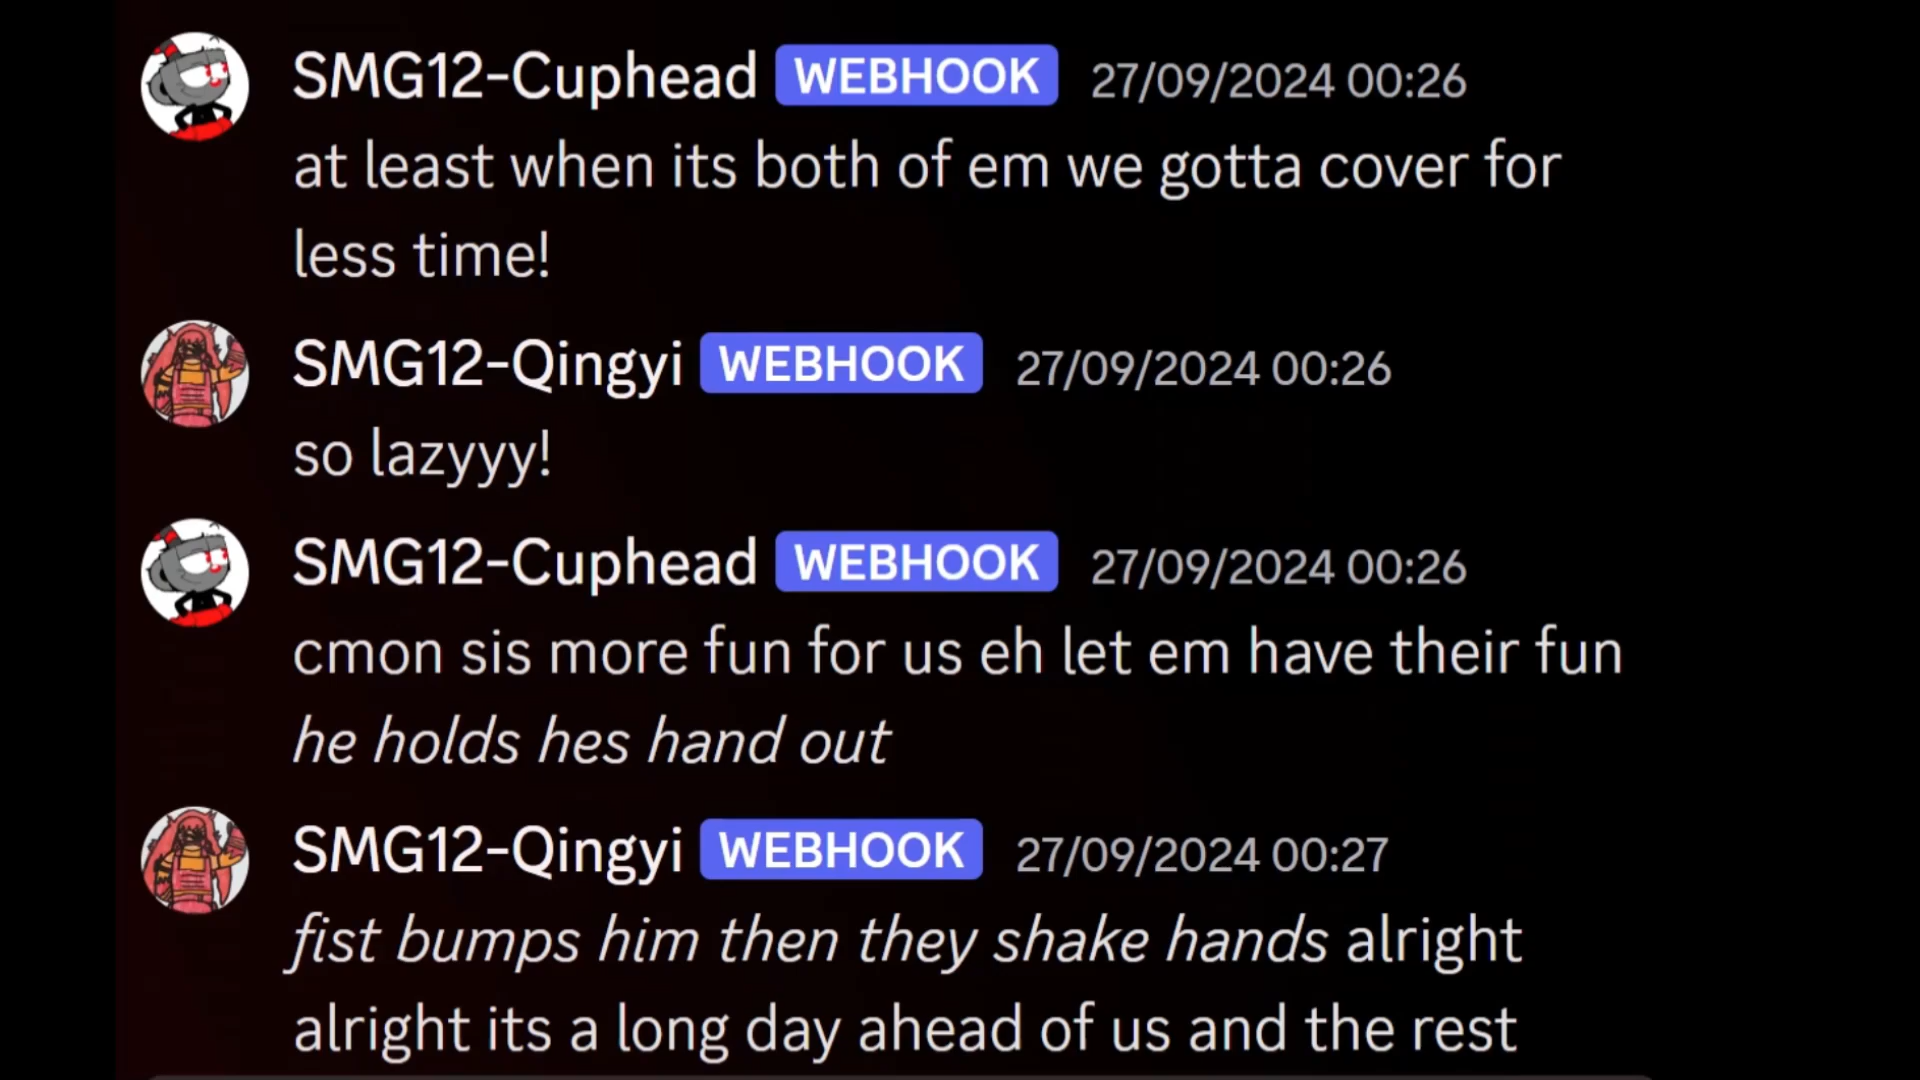 SMG12-Cuphead WEBHOOK 27/09/2024 00:26
at least when its both of em we gotta cover for
less time!
SMG12-Qingyi WEBHOOK 27/09/2024 00:26
so lazyyy!
SMG12-Cuphead WEBHOOK 27/09/2024 00:26
cmon sis more fun for us eh let em have their fun
he holds hes hand out
SMG12-Qingyi WEBHOOK 27/09/2024 00:27
fist bumps him then they shake hands alright
alright its a long day ahead of us and the rest